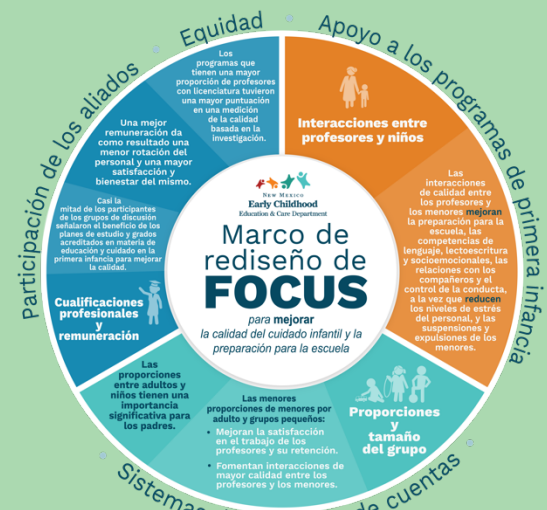 Equidad
Apoyo a los programas de primera infancia
Participación de los aliados
Sistemas
de cuentas
Los
programas que
tienen una mayor
proporción de profesores
con licenciatura tuvieron
una mayor puntuación
en una medición
de la calidad
basada en la
investigación.
Una mejor
remuneración da
como resultado una
menor rotación del
personal y una mayor
satisfacción y
bienestar del mismo.
Casi la
mitad de los participantes
de los grupos de discusión
señalaron el beneficio de los
planes de estudio y grados
acreditados en materia de
educación y cuidado en la
primera infancia para mejorar
la calidad.
Cualificaciones
profesionales
y
remuneración
Interacciones entre
profesores y niños
Las
interacciones
de calidad entre
los profesores y
los menores mejoran
la preparación para la
escuela, las
competencias de
lenguaje, lectoescritura
y socioemocionales, las
relaciones con los
compañeros y el
control de la conducta,
a la vez que reducen
los niveles de estrés
del personal, y las
suspensiones y
expulsiones de los
menores.
New Mexico
Early Childhood
Education & Care Department
Marco de
rediseño de
FOCUS
para mejorar
la calidad del cuidado infantil y la
preparación para la escuela
Las
proporciones
entre adultos y
niños tienen una
importancia
significativa para
los padres.
Las menores
proporciones de menores por
adulto y grupos pequeños:
• Mejoran la satisfacción
en el trabajo de los
profesores y su retención.
• Fomentan interacciones de
mayor calidad entre los
profesores y los menores.
Proporciones
y
tamaño
del grupo